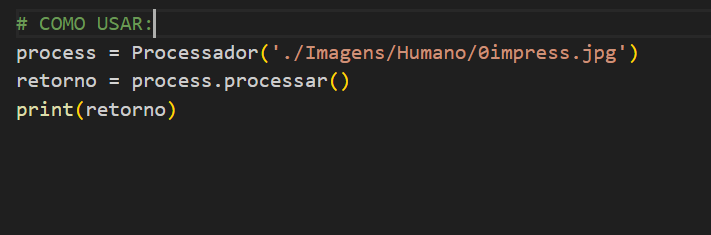 # COMO USAR:
process = Processador('./Imagens/Humano/0impress.jpg')
retorno = process.processar()
print(retorno)